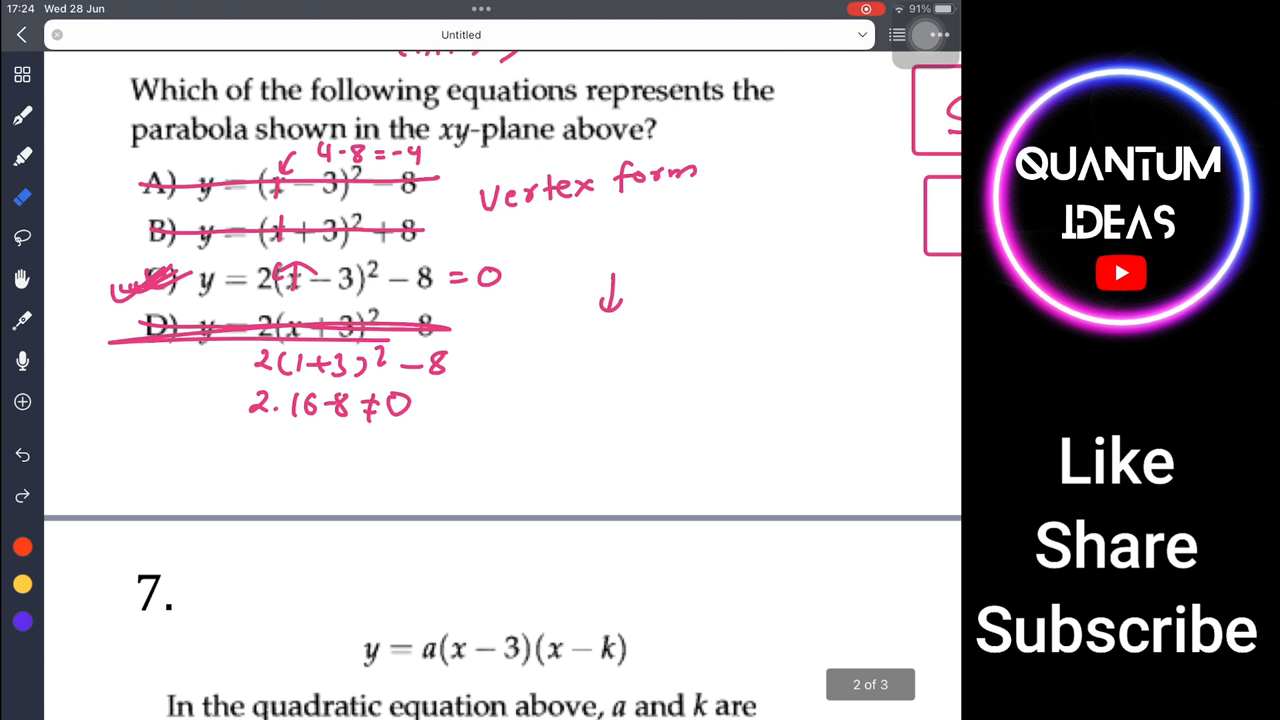 17:24 Wed 28 Jun
91%
Untitled
Which of the following equations represents the
parabola shown in the xy-plane above?
4-8=-4
A) y = (x − 3)² − 8
vertex form
B) y = (x + 3)² + 8
y = 2(x − 3)² − 8 = 0
D) y = 2(x + 3)² − 8
2(1+3)² − 8
2.16-8≠0
7.
y = a(x − 3)(x − k)
In the quadratic equation above, a and k are
2 of 3
QUANTUM
IDEAS
Like
Share
Subscribe